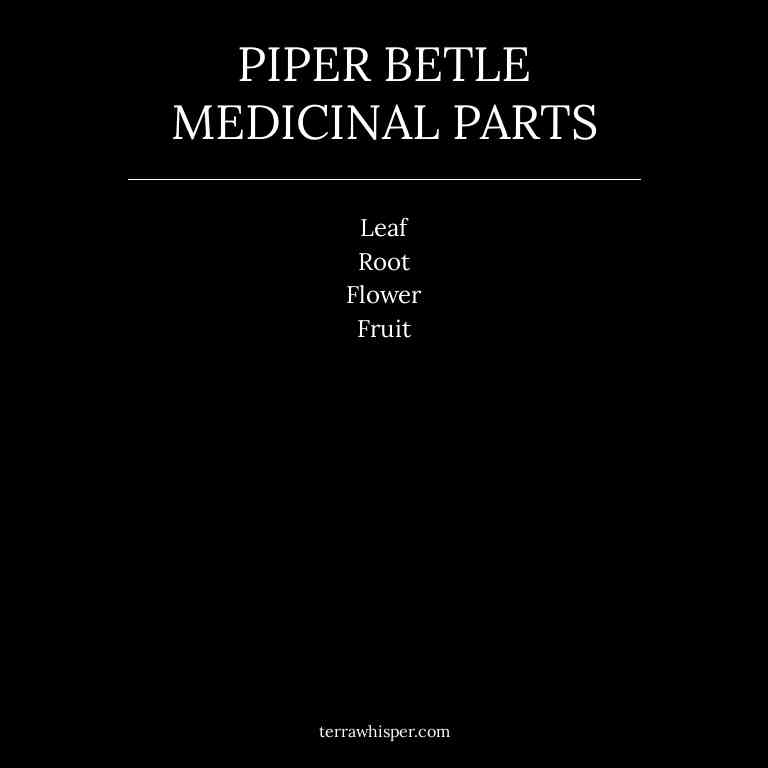 PIPER BETLE
MEDICINAL PARTS
Leaf
Root
Flower
Fruit
terrawhisper.com